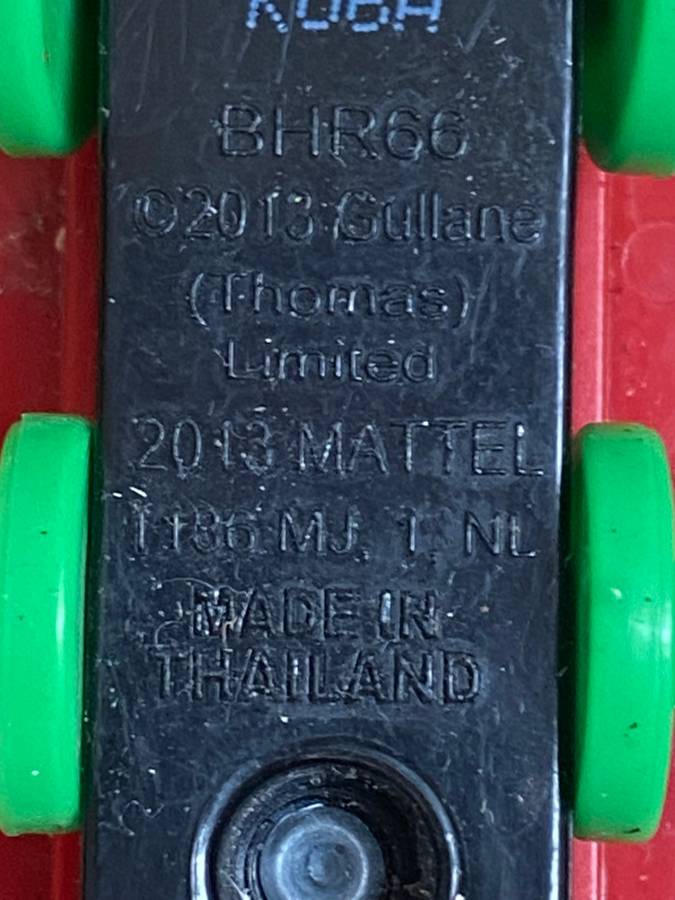 BHR66
©2013 Gullane
(Thomas)
Limited
2013 MATTEL
1186 MJ, 1, NL
MADE IN
THAILAND